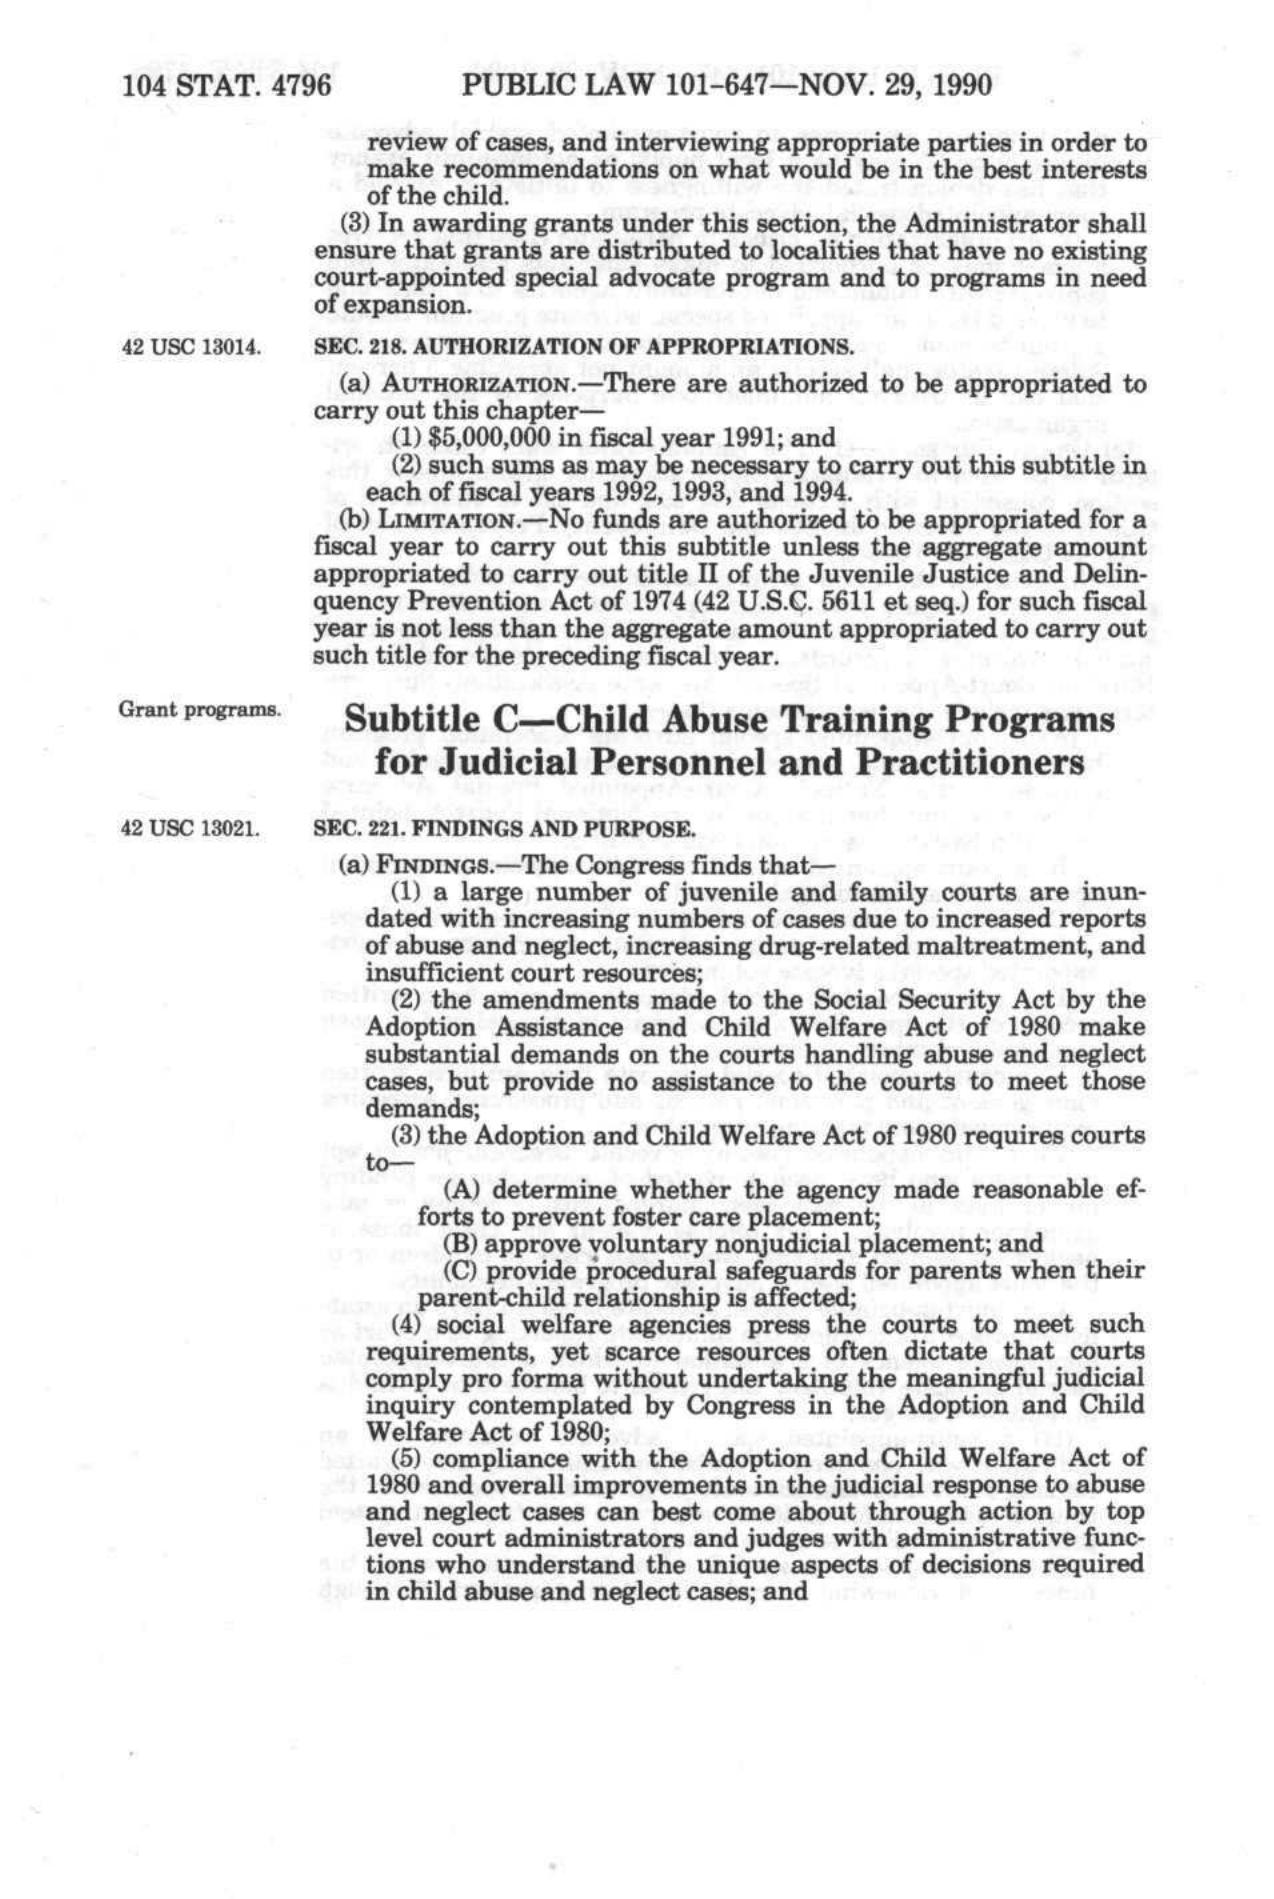 104 STAT. 4796 PUBLIC LAW 101-647—NOV. 29, 1990
review of cases, and interviewing appropriate parties in order to
make recommendations on what would be in the best interests
of the child.
(3) In awarding grants under this section, the Administrator shall
ensure that grants are distributed to localities that have no existing
court-appointed special advocate program and to programs in need
of expansion.
42 USC 13014. SEC. 218. AUTHORIZATION OF APPROPRIATIONS.
(a) AUTHORIZATION.—There are authorized to be appropriated to
carry out this chapter—
(1) $5,000,000 in fiscal year 1991; and
(2) such sums as may be necessary to carry out this subtitle in
each of fiscal years 1992, 1993, and 1994.
(b) LIMITATION.—No funds are authorized to be appropriated for a
fiscal year to carry out this subtitle unless the aggregate amount
appropriated to carry out title II of the Juvenile Justice and Delin-
quency Prevention Act of 1974 (42 U.S.C. 5611 et seq.) for such fiscal
year is not less than the aggregate amount appropriated to carry out
such title for the preceding fiscal year.
Grant programs. Subtitle C—Child Abuse Training Programs
for Judicial Personnel and Practitioners
42 USC 13021. SEC. 221. FINDINGS AND PURPOSE.
(a) FINDINGS.—The Congress finds that—
(1) a large number of juvenile and family courts are inun-
dated with increasing numbers of cases due to increased reports
of abuse and neglect, increasing drug-related maltreatment, and
insufficient court resources;
(2) the amendments made to the Social Security Act by the
Adoption Assistance and Child Welfare Act of 1980 make
substantial demands on the courts handling abuse and neglect
cases, but provide no assistance to the courts to meet those
demands;
(3) the Adoption and Child Welfare Act of 1980 requires courts
to—
(A) determine whether the agency made reasonable ef-
forts to prevent foster care placement;
(B) approve voluntary nonjudicial placement; and
(C) provide procedural safeguards for parents when their
parent-child relationship is affected;
(4) social welfare agencies press the courts to meet such
requirements, yet scarce resources often dictate that courts
comply pro forma without undertaking the meaningful judicial
inquiry contemplated by Congress in the Adoption and Child
Welfare Act of 1980;
(5) compliance with the Adoption and Child Welfare Act of
1980 and overall improvements in the judicial response to abuse
and neglect cases can best come about through action by top
level court administrators and judges with administrative func-
tions who understand the unique aspects of decisions required
in child abuse and neglect cases; and